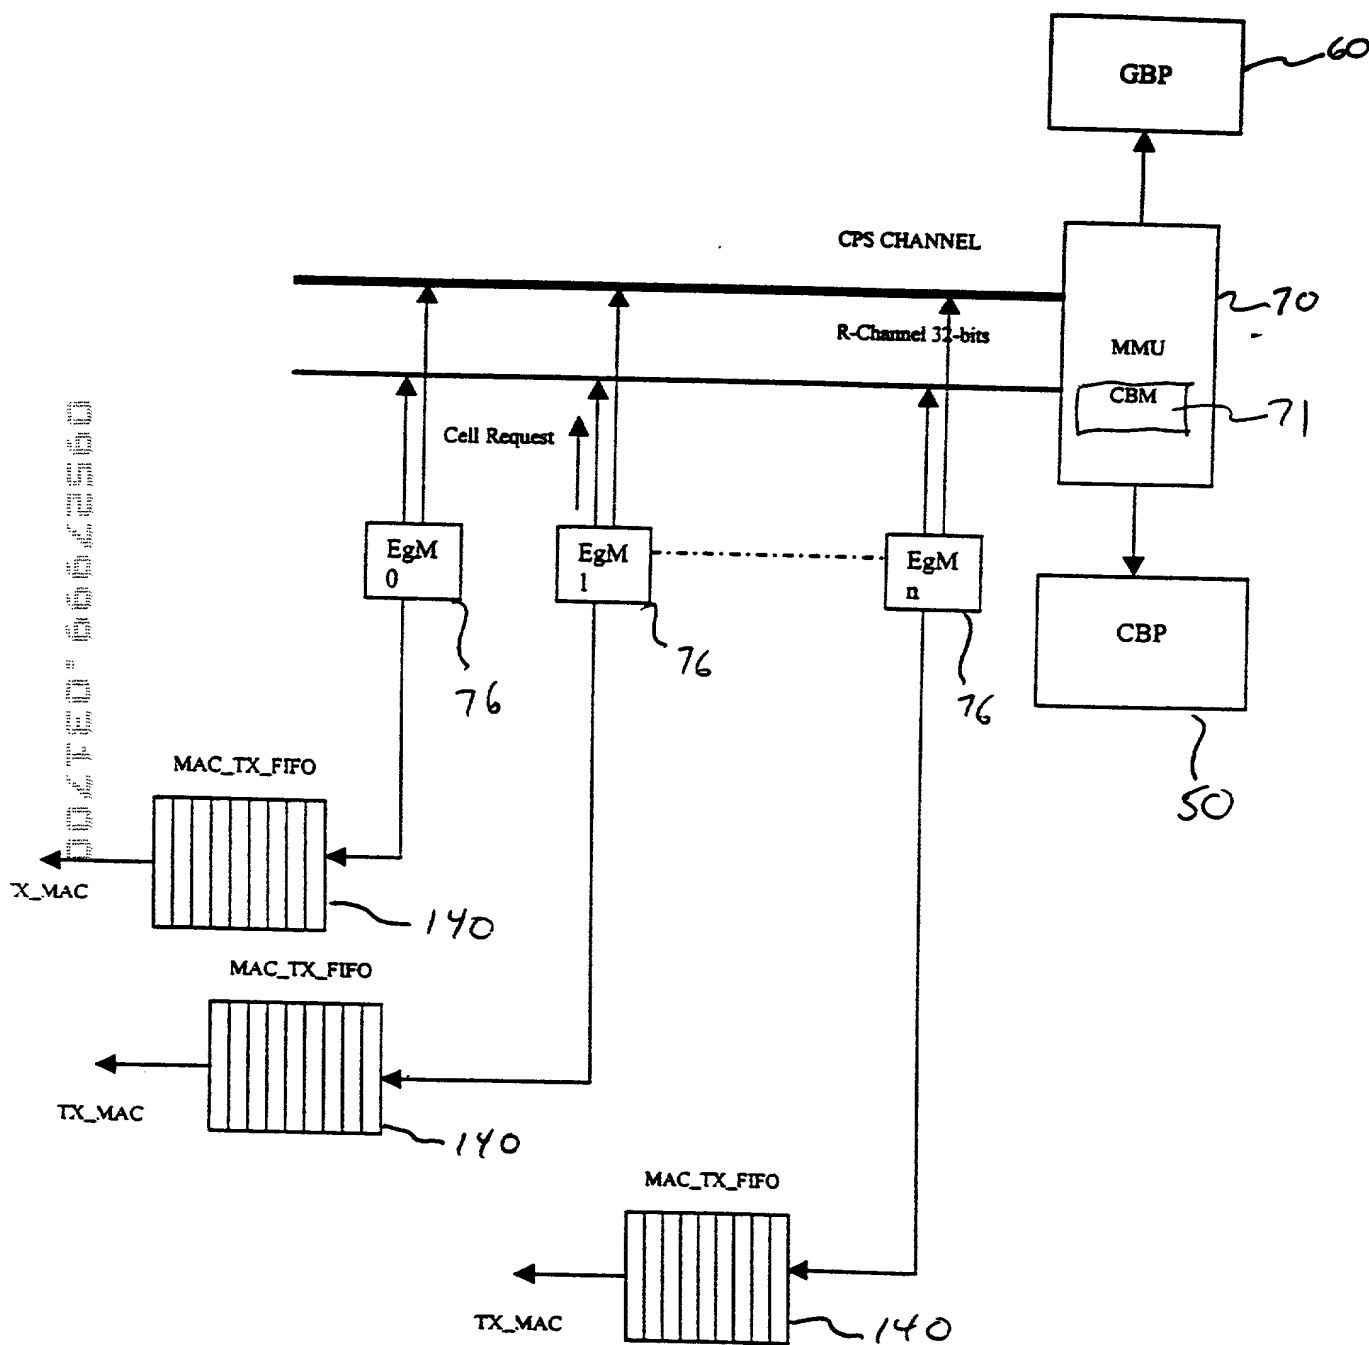 GBP
60
CPS CHANNEL
70
R-Channel 32-bits
MMU
CBM
71
Cell Request
EgM
0
EgM
1
EgM
n
CBP
76
76
76
50
MAC_TX_FIFO
TX_MAC
140
MAC_TX_FIFO
TX_MAC
140
MAC_TX_FIFO
TX_MAC
140